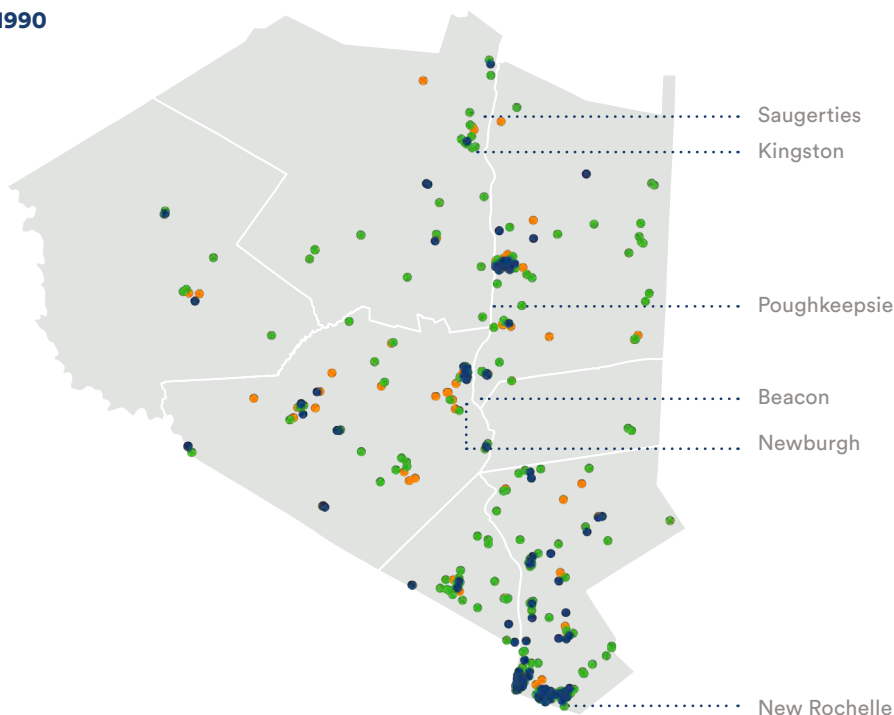 1990
Saugerties
Kingston
Poughkeepsie
Beacon
Newburgh
New Rochelle